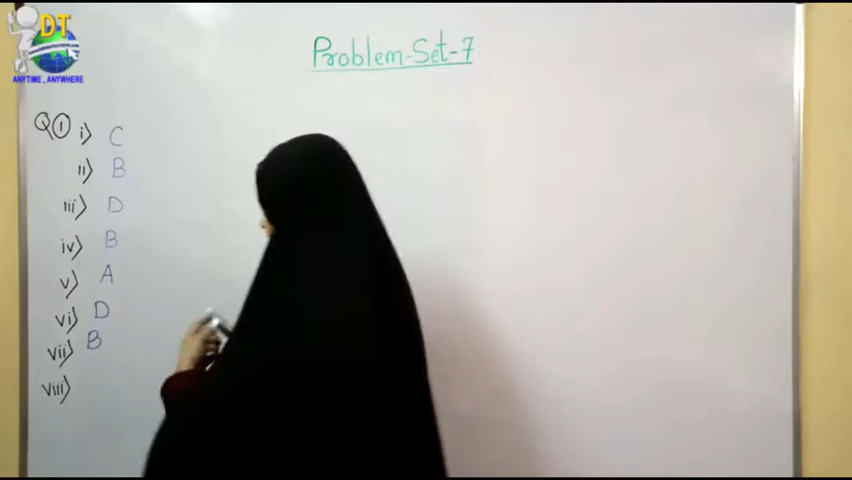 DT
ANYTIME , ANYWHERE
Problem-Set-7
Q① i) C
ii) B
iii) D
iv) B
v) A
vi) D
vii) B
viii)